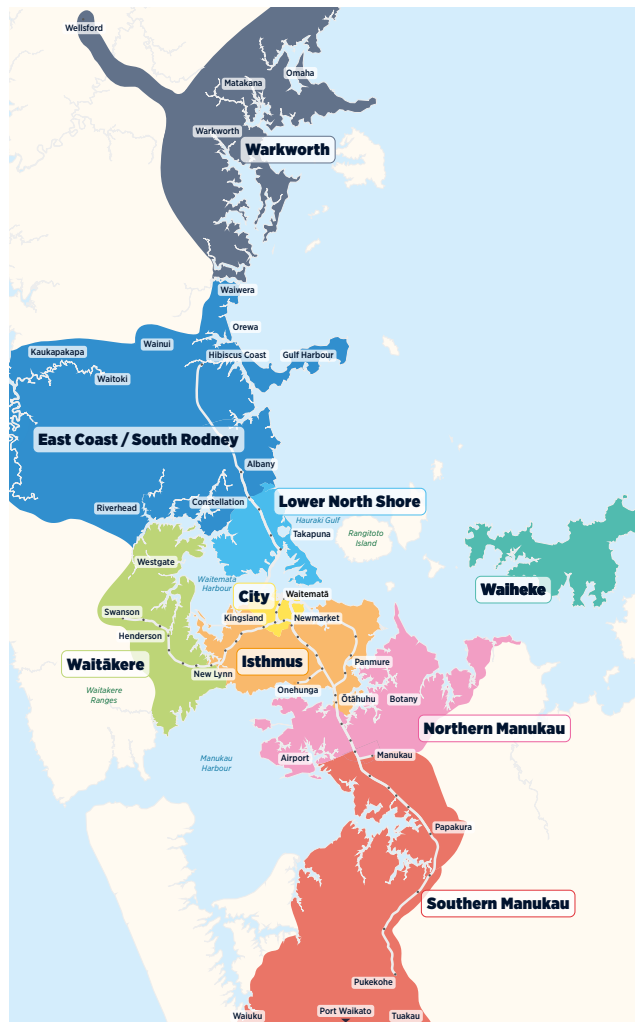 Wellsford
Omaha
Matakana
Warkworth
Warkworth
Waiwera
Orewa
Wainui
Kaukapakapa
Hibiscus Coast
Gulf Harbour
Waitoki
East Coast / South Rodney
Albany
Constellation
Lower North Shore
Riverhead
Hauraki Gulf
Takapuna
Rangitoto
Island
Westgate
Waitemata
Harbour
City
Waitematā
Waiheke
Swanson
Kingsland
Newmarket
Henderson
Waitākere
Isthmus
Panmure
New Lynn
Waitakere
Ranges
Onehunga
Ōtāhuhu
Botany
Northern Manukau
Manukau
Harbour
Airport
Manukau
Papakura
Southern Manukau
Pukekohe
Waiuku
Port Waikato
Tuakau